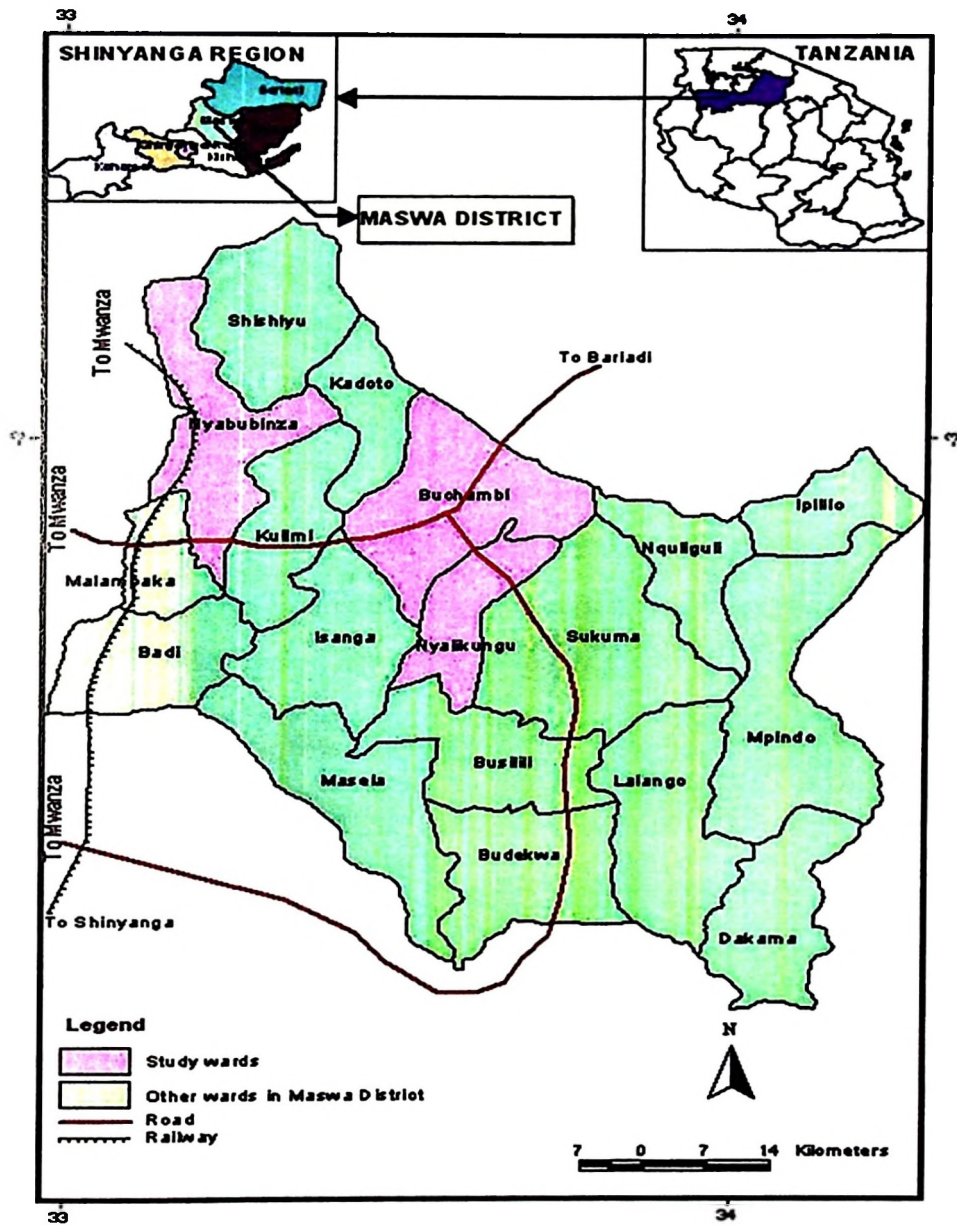 33
34
SHINYANGA REGION
TANZANIA
Bariadi
MASWA DISTRICT
To Mwanza
Shishiyu
Kadoto
To Bariadi
Nyabubinza
-3
To Mwanza
Buchambi
Ipililo
Kulimi
Nguliguli
Malampaka
Isanga
Nyalikungu
Sukuma
Badi
Mpindo
Busilili
Masela
Lalango
To Mwanza
Budekwa
To Shinyanga
Dakama
Legend
N
Study wards
Other wards in Maswa District
Road
Railway
7 0 7 14 Kilometers
33
34